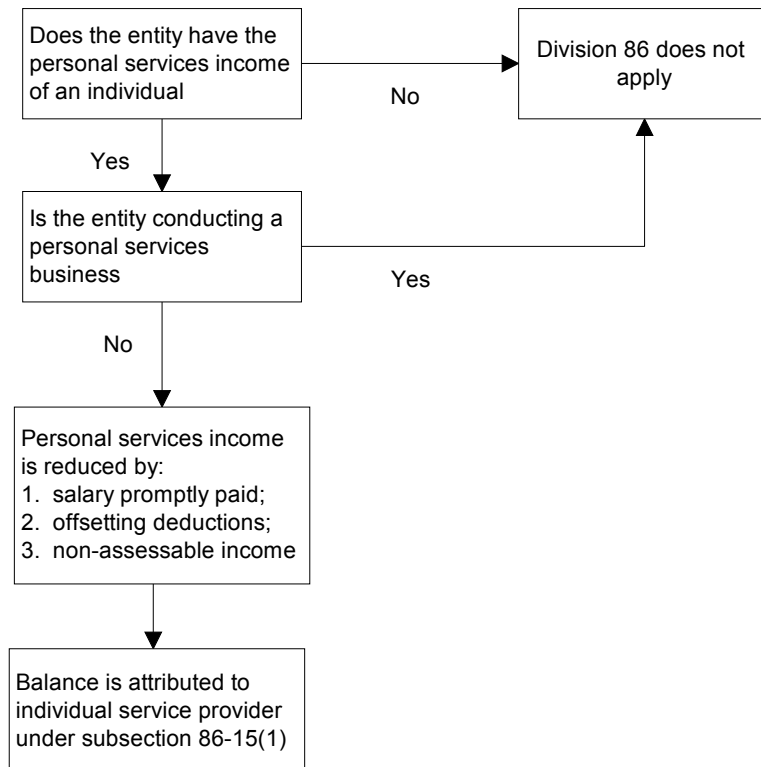 Does the entity have the
personal services income
of an individual
No
Division 86 does not
apply
Yes
Is the entity conducting a
personal services
business
Yes
No
Personal services income
is reduced by:
1. salary promptly paid;
2. offsetting deductions;
3. non-assessable income
Balance is attributed to
individual service provider
under subsection 86-15(1)